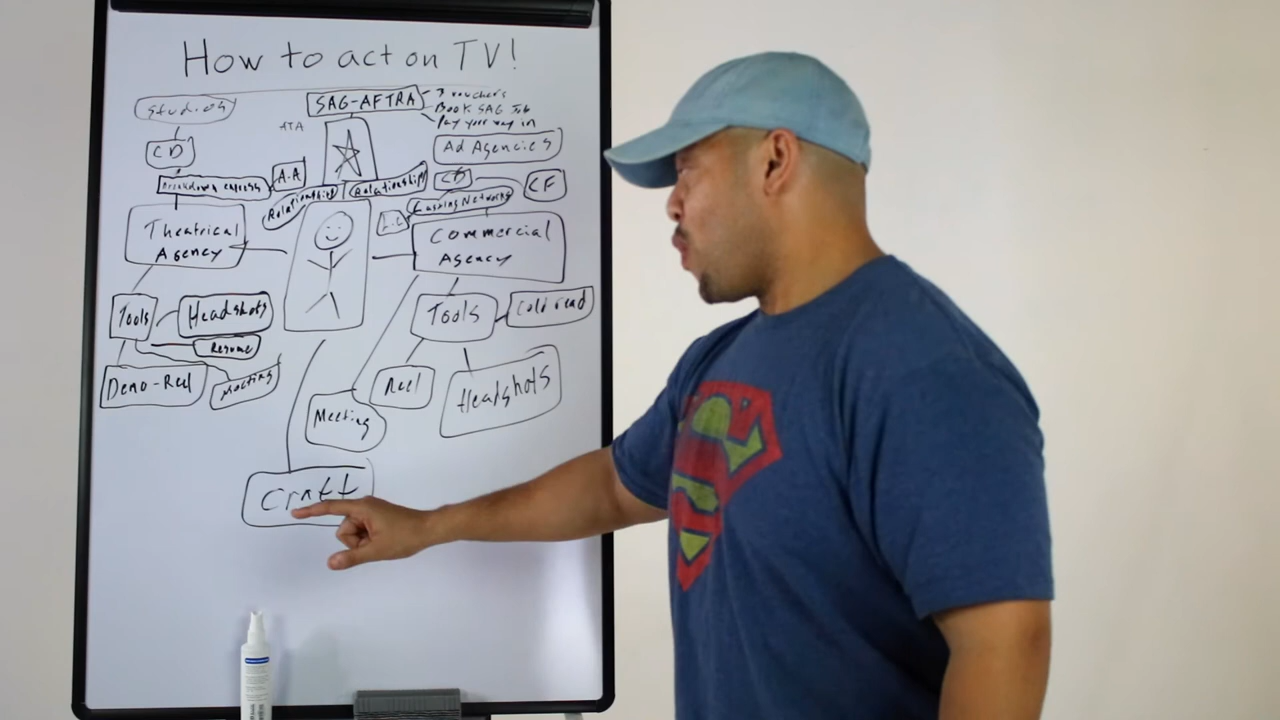 How to act on TV!
Studios
SAG-AFTRA
3 vouchers
Book SAG Job
Pay your way in
ATA
CD
Ad Agencies
Breakdown express
A.A
Relationships
Relationships
CD
CF
L.C
Casting Networks
Theatrical
Agency
Commercial
Agency
Tools
Headshots
Resume
Demo-Reel
Meeting
Tools
Cold read
Reel
Headshots
Meeting
Craft